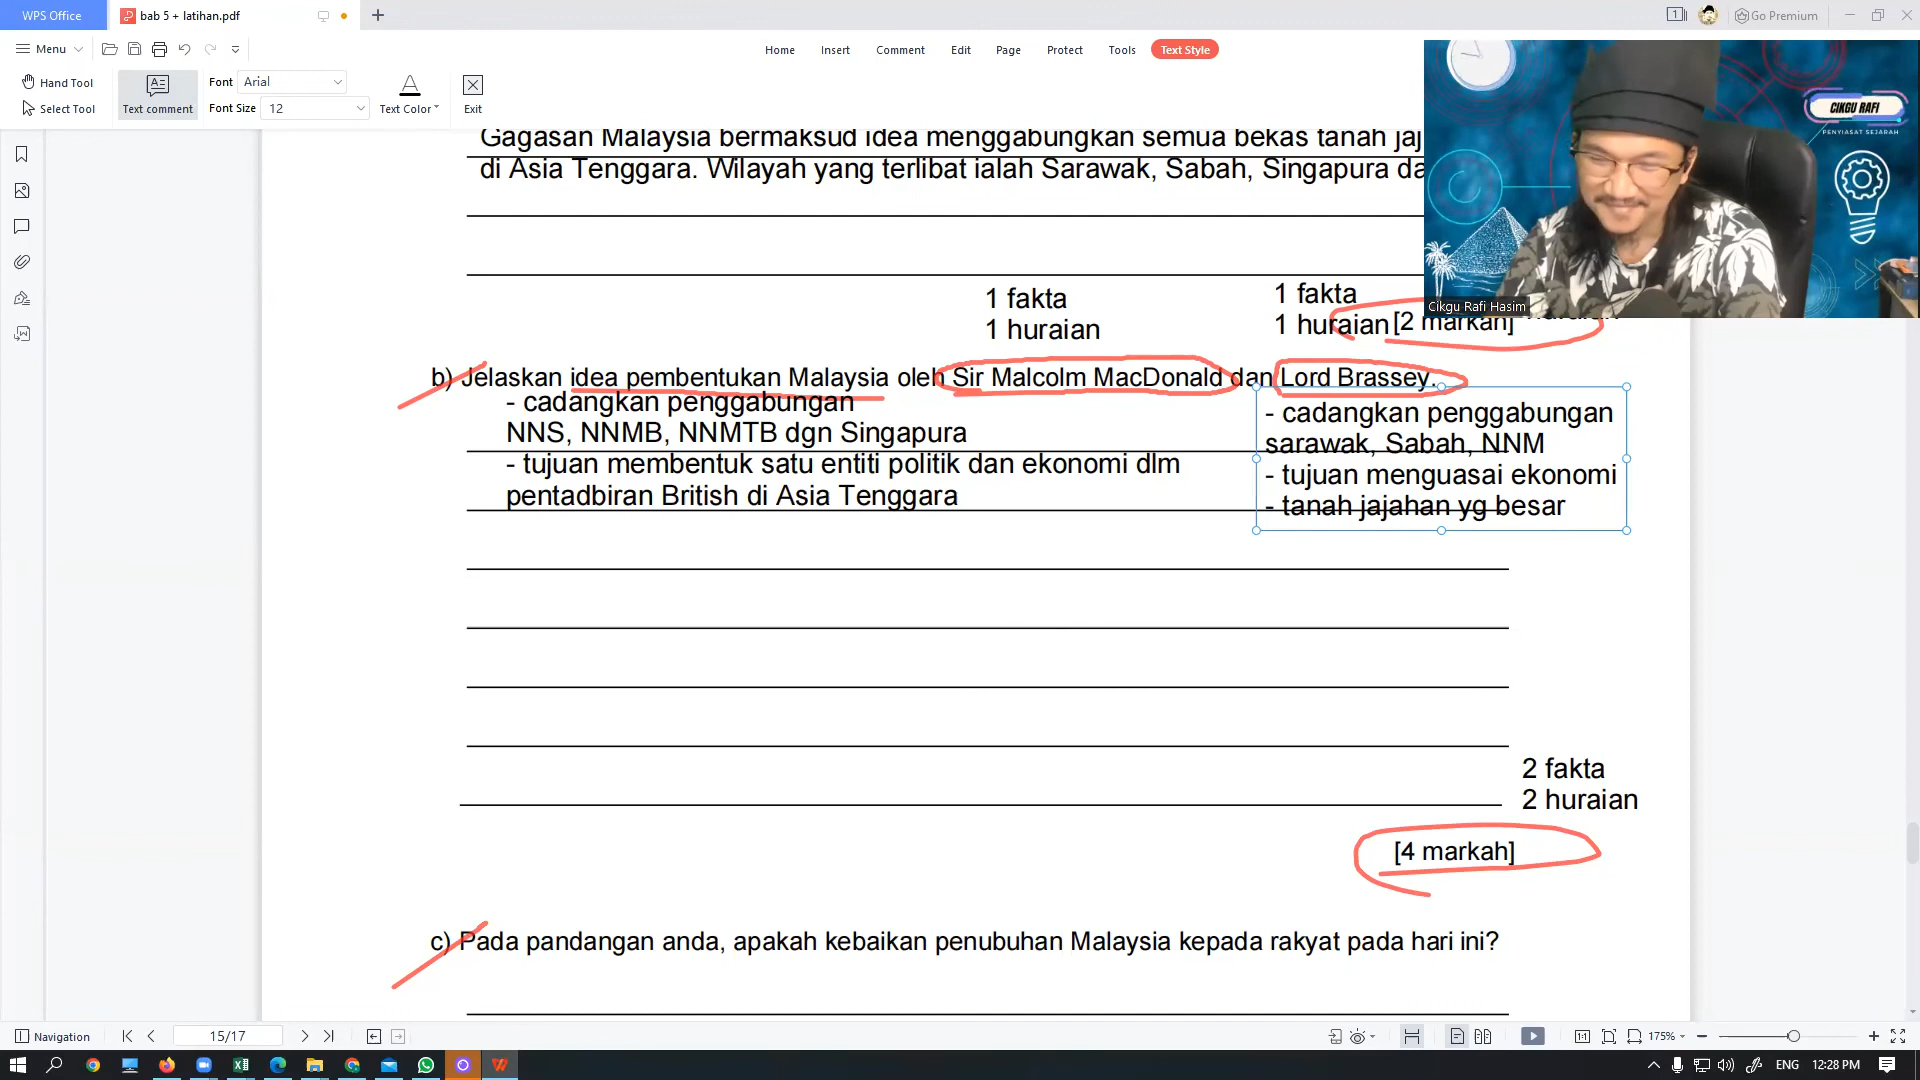 WPS Office
bab 5 + latihan.pdf
Go Premium
Menu
Home Insert Comment Edit Page Protect Tools Text Style
Hand Tool
Select Tool
Text comment
Font Arial
Font Size 12
Text Color
Exit
Gagasan Malaysia bermaksud idea menggabungkan semua bekas tanah jaj
di Asia Tenggara. Wilayah yang terlibat ialah Sarawak, Sabah, Singapura da
CIKGU RAFI
PENYIASAT SEJARAH
Cikgu Rafi Hasim
1 fakta
1 huraian
1 fakta
1 huraian
[2 markah]
b) Jelaskan idea pembentukan Malaysia oleh Sir Malcolm MacDonald dan Lord Brassey.
- cadangkan penggabungan
NNS, NNMB, NNMTB dgn Singapura
- tujuan membentuk satu entiti politik dan ekonomi dlm
pentadbiran British di Asia Tenggara
- cadangkan penggabungan
sarawak, Sabah, NNM
- tujuan menguasai ekonomi
- tanah jajahan yg besar
2 fakta
2 huraian
[4 markah]
c) Pada pandangan anda, apakah kebaikan penubuhan Malaysia kepada rakyat pada hari ini?
Navigation
15/17
175%
ENG
12:28 PM